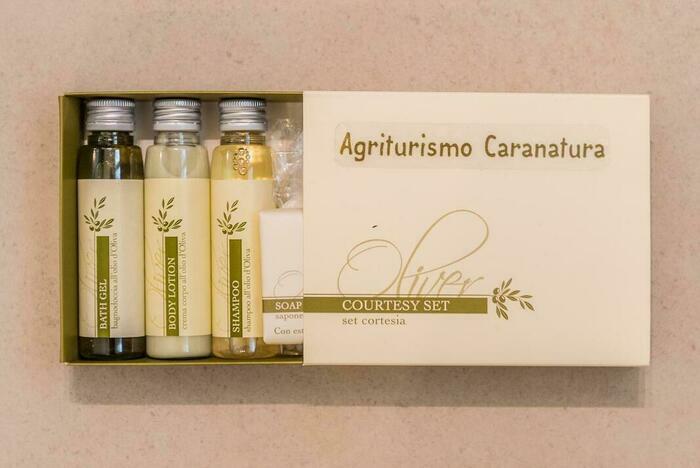 BATH GEL
bagnodoccia all'olio d'Oliva
BODY LOTION
crema corpo all'olio d'Oliva
SHAMPOO
shampoo all'olio d'Oliva
SOAP
sapone
Con est
Agriturismo Caranatura
Oliver
COURTESY SET
set cortesia